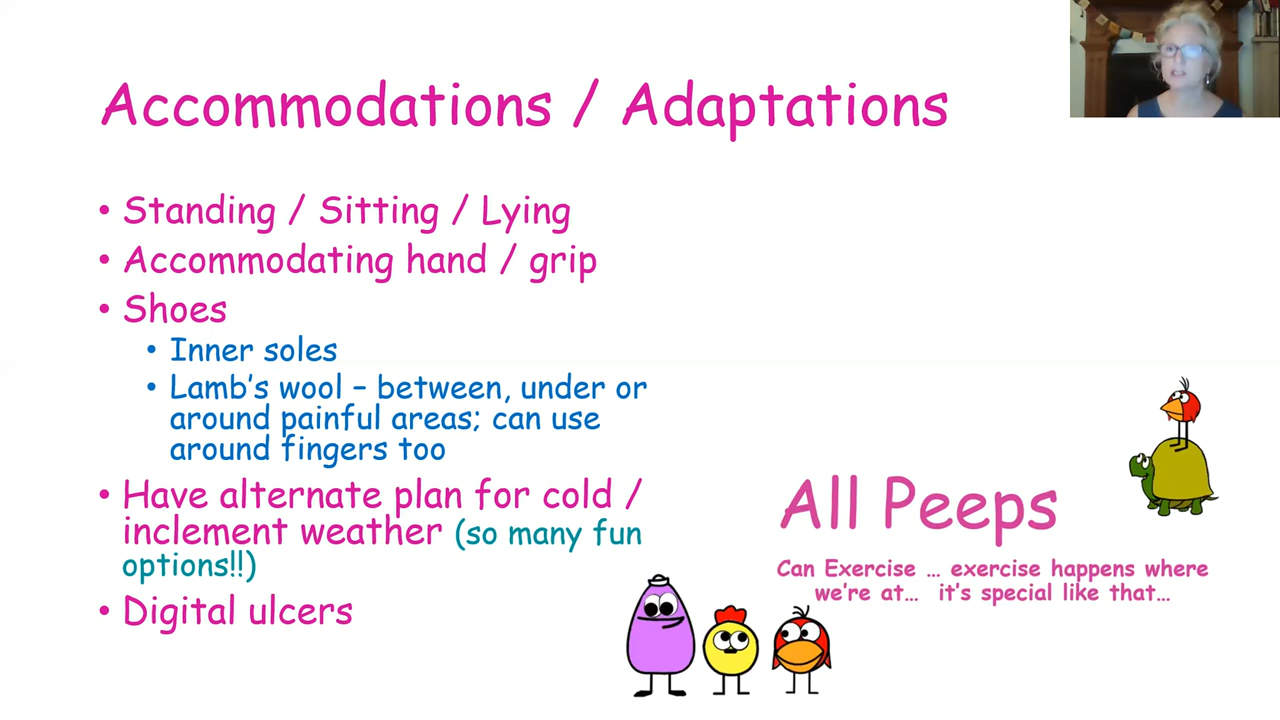 Accommodations / Adaptations
• Standing / Sitting / Lying
• Accommodating hand / grip
• Shoes
• Inner soles
• Lamb's wool – between, under or
around painful areas; can use
around fingers too
• Have alternate plan for cold /
inclement weather (so many fun
options!!)
• Digital ulcers
All Peeps
Can Exercise … exercise happens where
we're at… it's special like that…